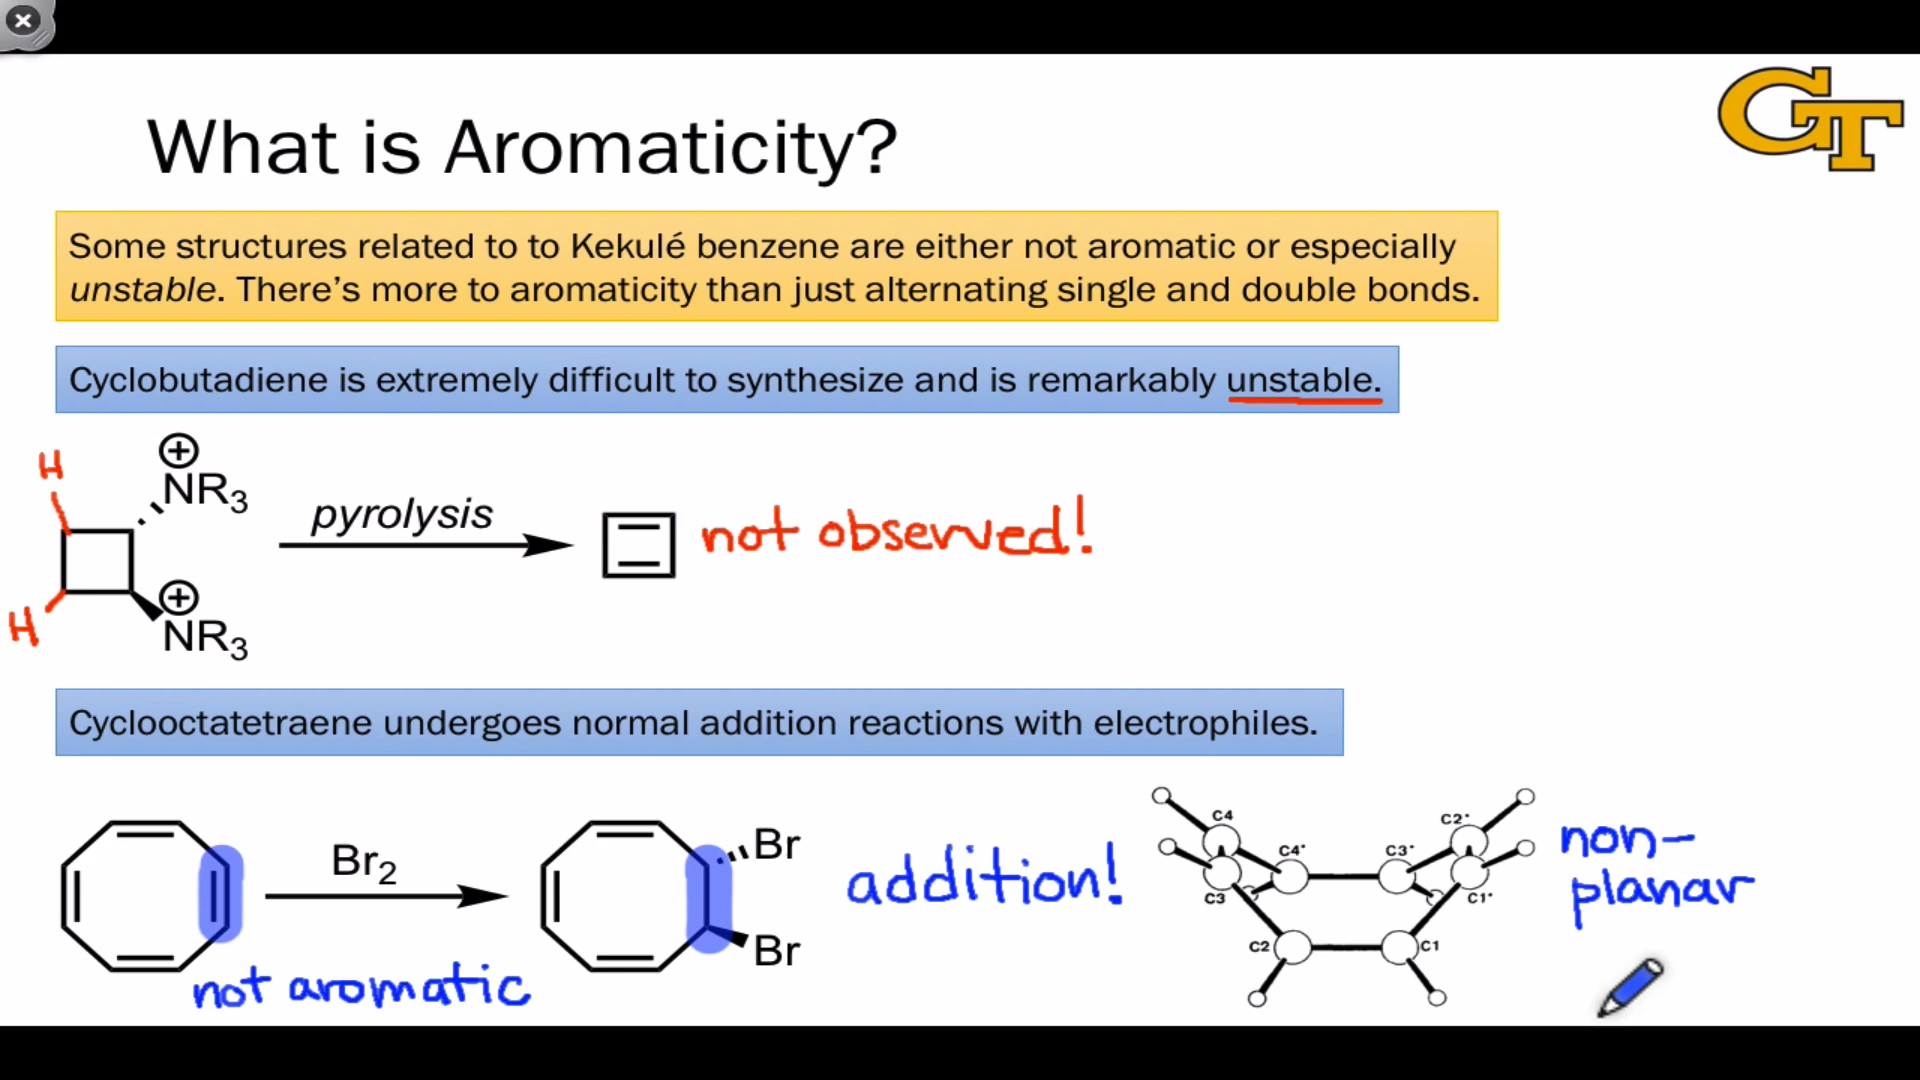 What is Aromaticity?
GT
Some structures related to to Kekulé benzene are either not aromatic or especially
unstable. There's more to aromaticity than just alternating single and double bonds.
Cyclobutadiene is extremely difficult to synthesize and is remarkably unstable.
H
⊕
NR₃
pyrolysis
not observed!
H
⊕
NR₃
Cyclooctatetraene undergoes normal addition reactions with electrophiles.
Br₂
not aromatic
Br
Br
addition!
C4
C2'
C4'
C3'
C3
C1'
C2
C1
non-
planar